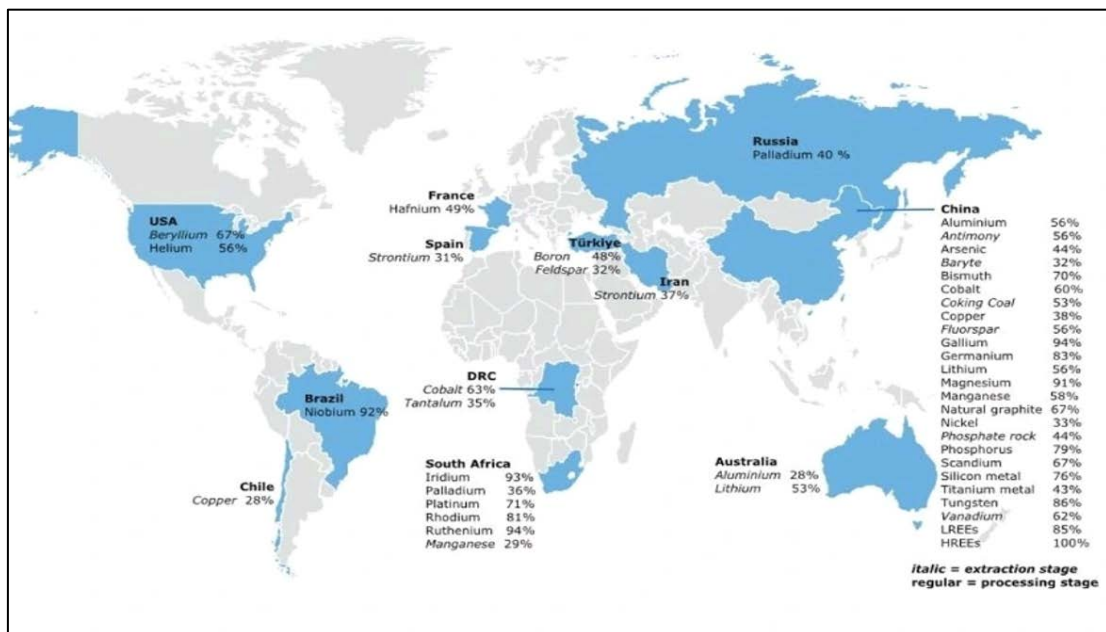 Russia
Palladium 40 %
France
Hafnium 49%
USA
Beryllium 67%
Helium 56%
Spain
Strontium 31%
Türkiye
Boron 48%
Feldspar 32%
Iran
Strontium 37%
China
Aluminium 56%
Antimony 56%
Arsenic 44%
Baryte 32%
Bismuth 70%
Cobalt 60%
Coking Coal 53%
Copper 38%
Fluorspar 56%
Gallium 94%
Germanium 83%
Lithium 56%
Magnesium 91%
Manganese 58%
Natural graphite 67%
Nickel 33%
Phosphate rock 44%
Phosphorus 79%
Scandium 67%
Silicon metal 76%
Titanium metal 43%
Tungsten 86%
Vanadium 62%
LREEs 85%
HREEs 100%
DRC
Cobalt 63%
Tantalum 35%
Brazil
Niobium 92%
Chile
Copper 28%
South Africa
Iridium 93%
Palladium 36%
Platinum 71%
Rhodium 81%
Ruthenium 94%
Manganese 29%
Australia
Aluminium 28%
Lithium 53%
italic = extraction stage
regular = processing stage